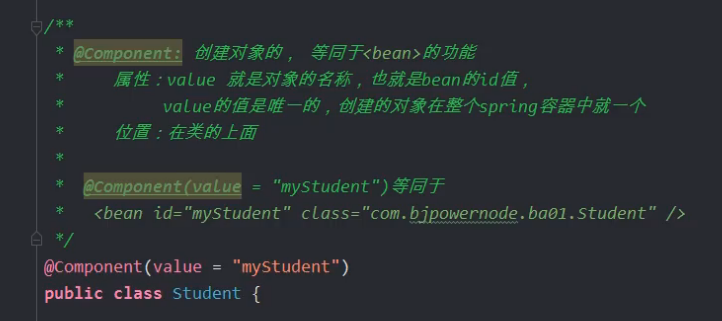 /**
* @Component: 创建对象的， 等同于<bean>的功能
* 属性：value 就是对象的名称，也就是bean的id值，
* value的值是唯一的，创建的对象在整个spring容器中就一个
* 位置：在类的上面
*
* @Component(value = "myStudent")等同于
* <bean id="myStudent" class="com.bjpowernode.ba01.Student" />
*/
@Component(value = "myStudent")
public class Student {